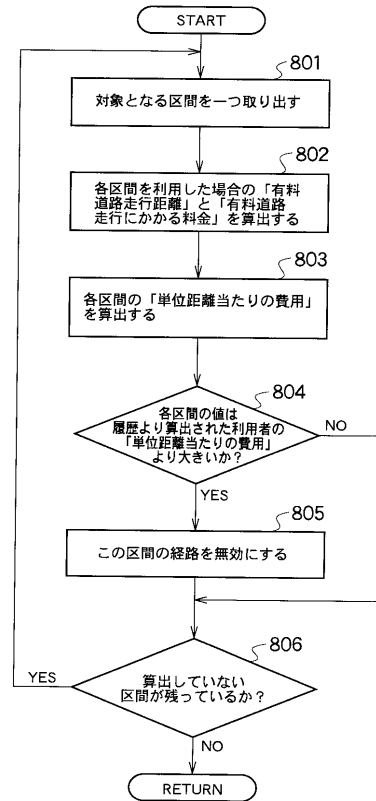 START
801
対象となる区間を一つ取り出す
802
各区間を利用した場合の「有料
道路走行距離」と「有料道路
走行にかかる料金」を算出する
803
各区間の「単位距離当たりの費用」
を算出する
804
各区間の値は
履歴より算出された利用者の
「単位距離当たりの費用」
より大きいか?
NO
YES
805
この区間の経路を無効にする
806
算出していない
区間が残っているか?
YES
NO
RETURN